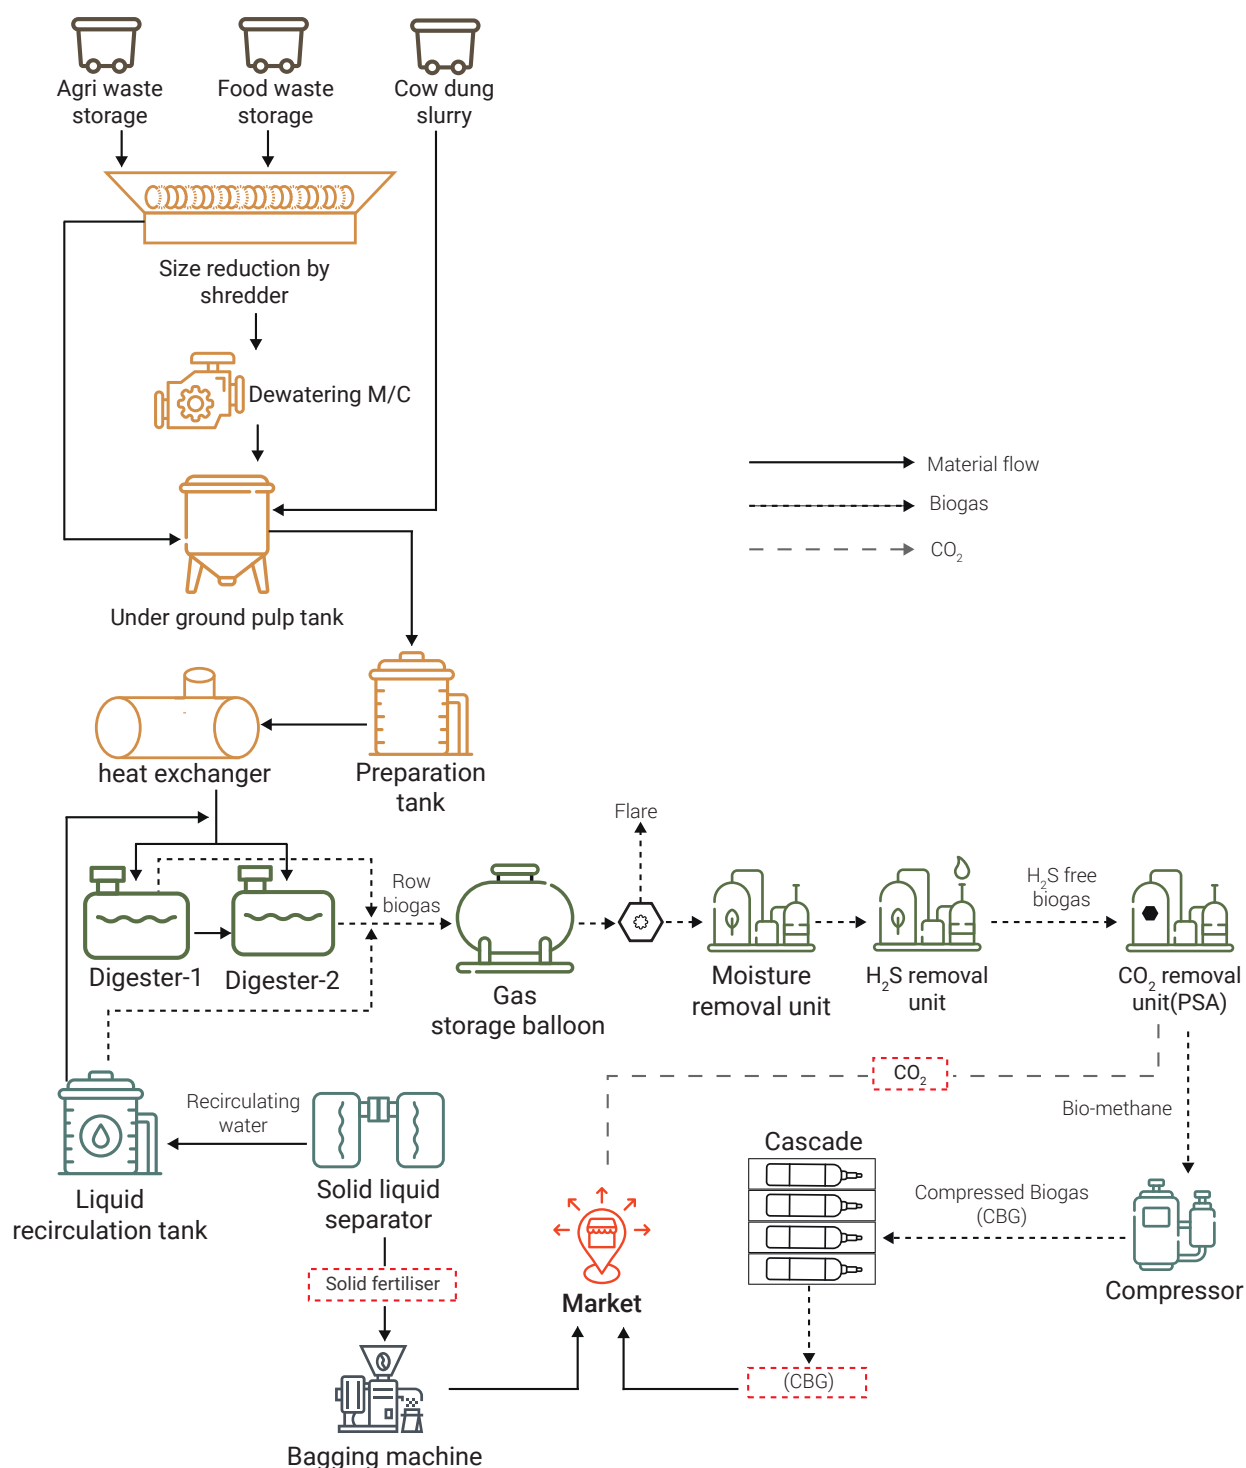 Agri waste
storage
Food waste
storage
Cow dung
slurry
Size reduction by
shredder
Dewatering M/C
Material flow
Biogas
CO₂
Under ground pulp tank
heat exchanger
Preparation
tank
Flare
Row
biogas
H₂S free
biogas
Digester-1
Digester-2
Gas
storage balloon
Moisture
removal unit
H₂S removal
unit
CO₂ removal
unit(PSA)
CO₂
Bio-methane
Recirculating
water
Liquid
recirculation tank
Solid liquid
separator
Cascade
Compressed Biogas
(CBG)
Compressor
Solid fertiliser
Market
(CBG)
Bagging machine